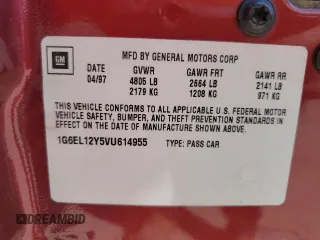 GM
MFD BY GENERAL MOTORS CORP
DATE GVWR GAWR FRT GAWR RR
04/97 4805 LB 2664 LB 2141 LB
2179 KG 1208 KG 971 KG
THIS VEHICLE CONFORMS TO ALL APPLICABLE U.S. FEDERAL MOTOR
VEHICLE SAFETY, BUMPER, AND THEFT PREVENTION STANDARDS IN
EFFECT ON THE DATE OF MANUFACTURE SHOWN ABOVE.
1G6EL12Y5VU614955 TYPE: PASS CAR
DREAMBID